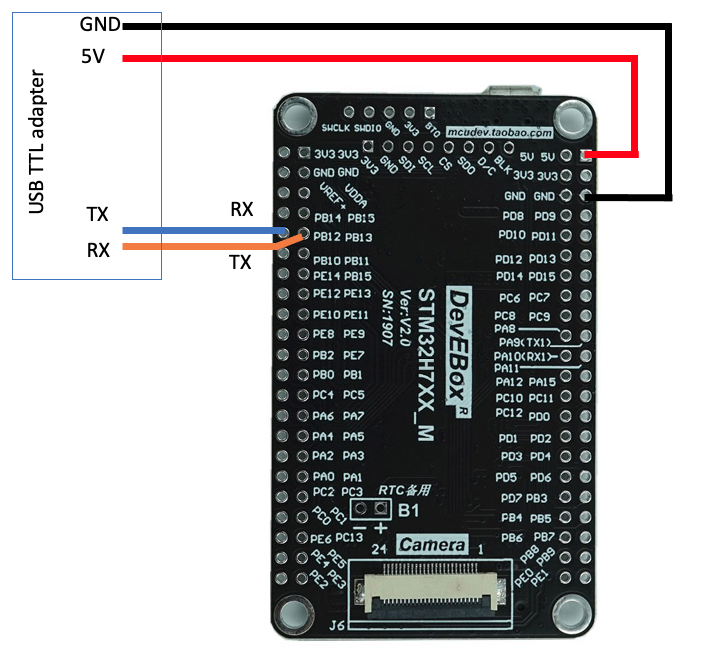 GND
5V
USB TTL adapter
TX
RX
RX
TX
SWCLK SWDIO GND 3V3 BT0
mcudev.taobao.com
3V3 GND SDI SCL CS SDO D/C BLK
3V3 3V3
GND GND
VREF+ VDDA
PB14 PB15
PB12 PB13
PB10 PB11
PE14 PB15
PE12 PE13
PE10 PE11
PE8 PE9
PB2 PE7
PB0 PB1
PC4 PC5
PA6 PA7
PA4 PA5
PA2 PA3
PA0 PA1
PC2 PC3
PC0 PC1
PE6 PC13
PE4 PE5
PE2 PE3
5V 5V
3V3 3V3
GND GND
PD8 PD9
PD10 PD11
PD12 PD13
PD14 PD15
PC6 PC7
PC8 PC9
PA8
PA9(TX1)
PA10(RX1)
PA11
PA12 PA15
PC10 PC11
PC12 PD0
PD1 PD2
PD3 PD4
PD5 PD6
PD7 PB3
PB4 PB5
PB6 PB7
PB8 PB9
PE0 PE1
DevEBox R
STM32H7XX_M
Ver:V2.0
SN:1907
RTC备用
B1
− +
24 Camera 1
J6